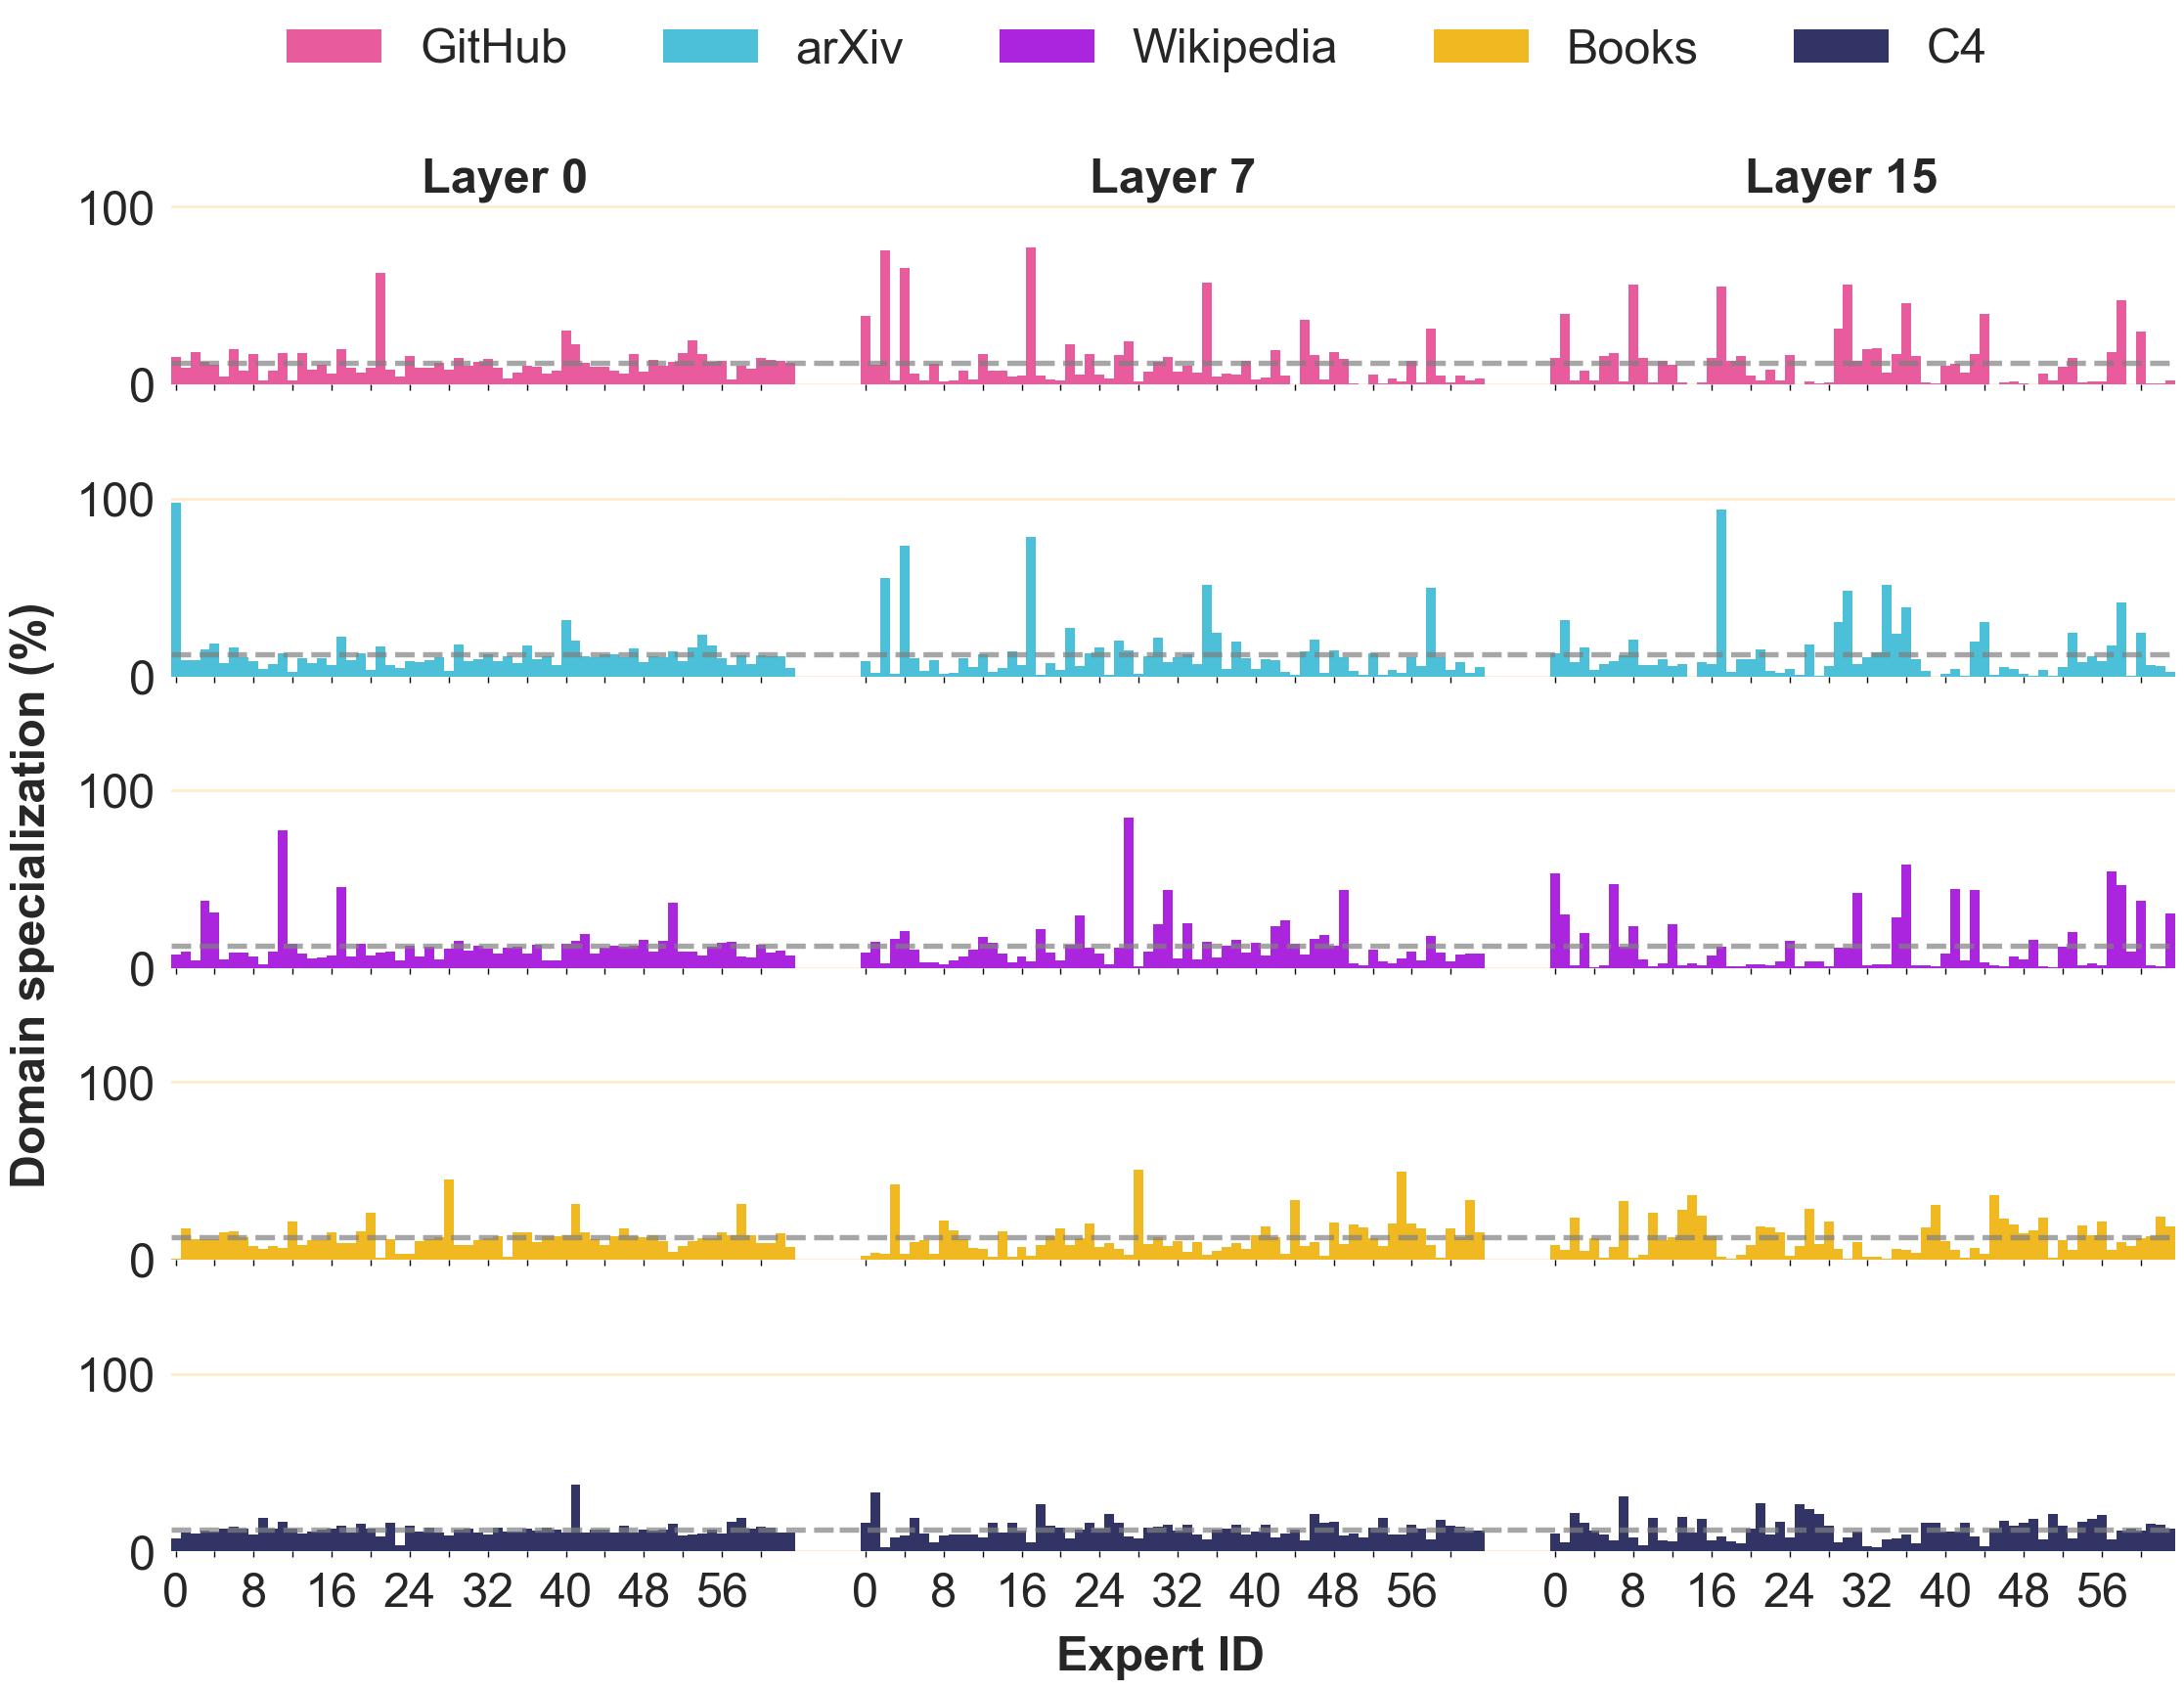 GitHub arXiv Wikipedia Books C4
Layer 0 Layer 7 Layer 15
100
0
100
0
100
0
100
0
100
0
Domain specialization (%)
0 8 16 24 32 40 48 56 0 8 16 24 32 40 48 56 0 8 16 24 32 40 48 56
Expert ID